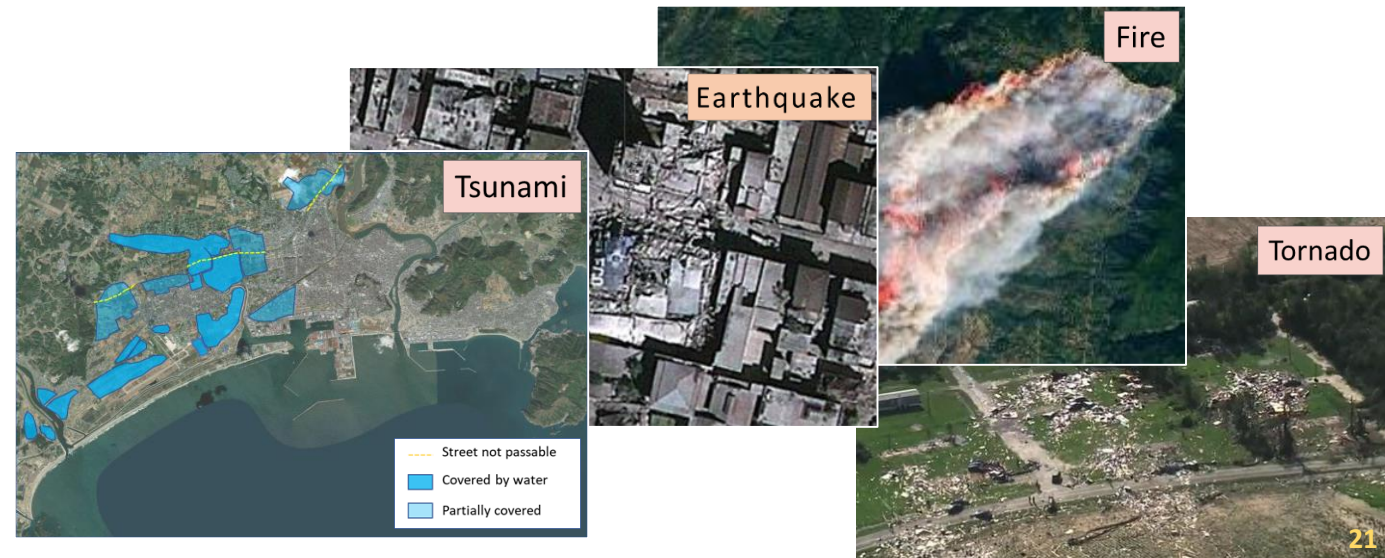 Fire
Earthquake
Tsunami
Tornado
Street not passable
Covered by water
Partially covered
21